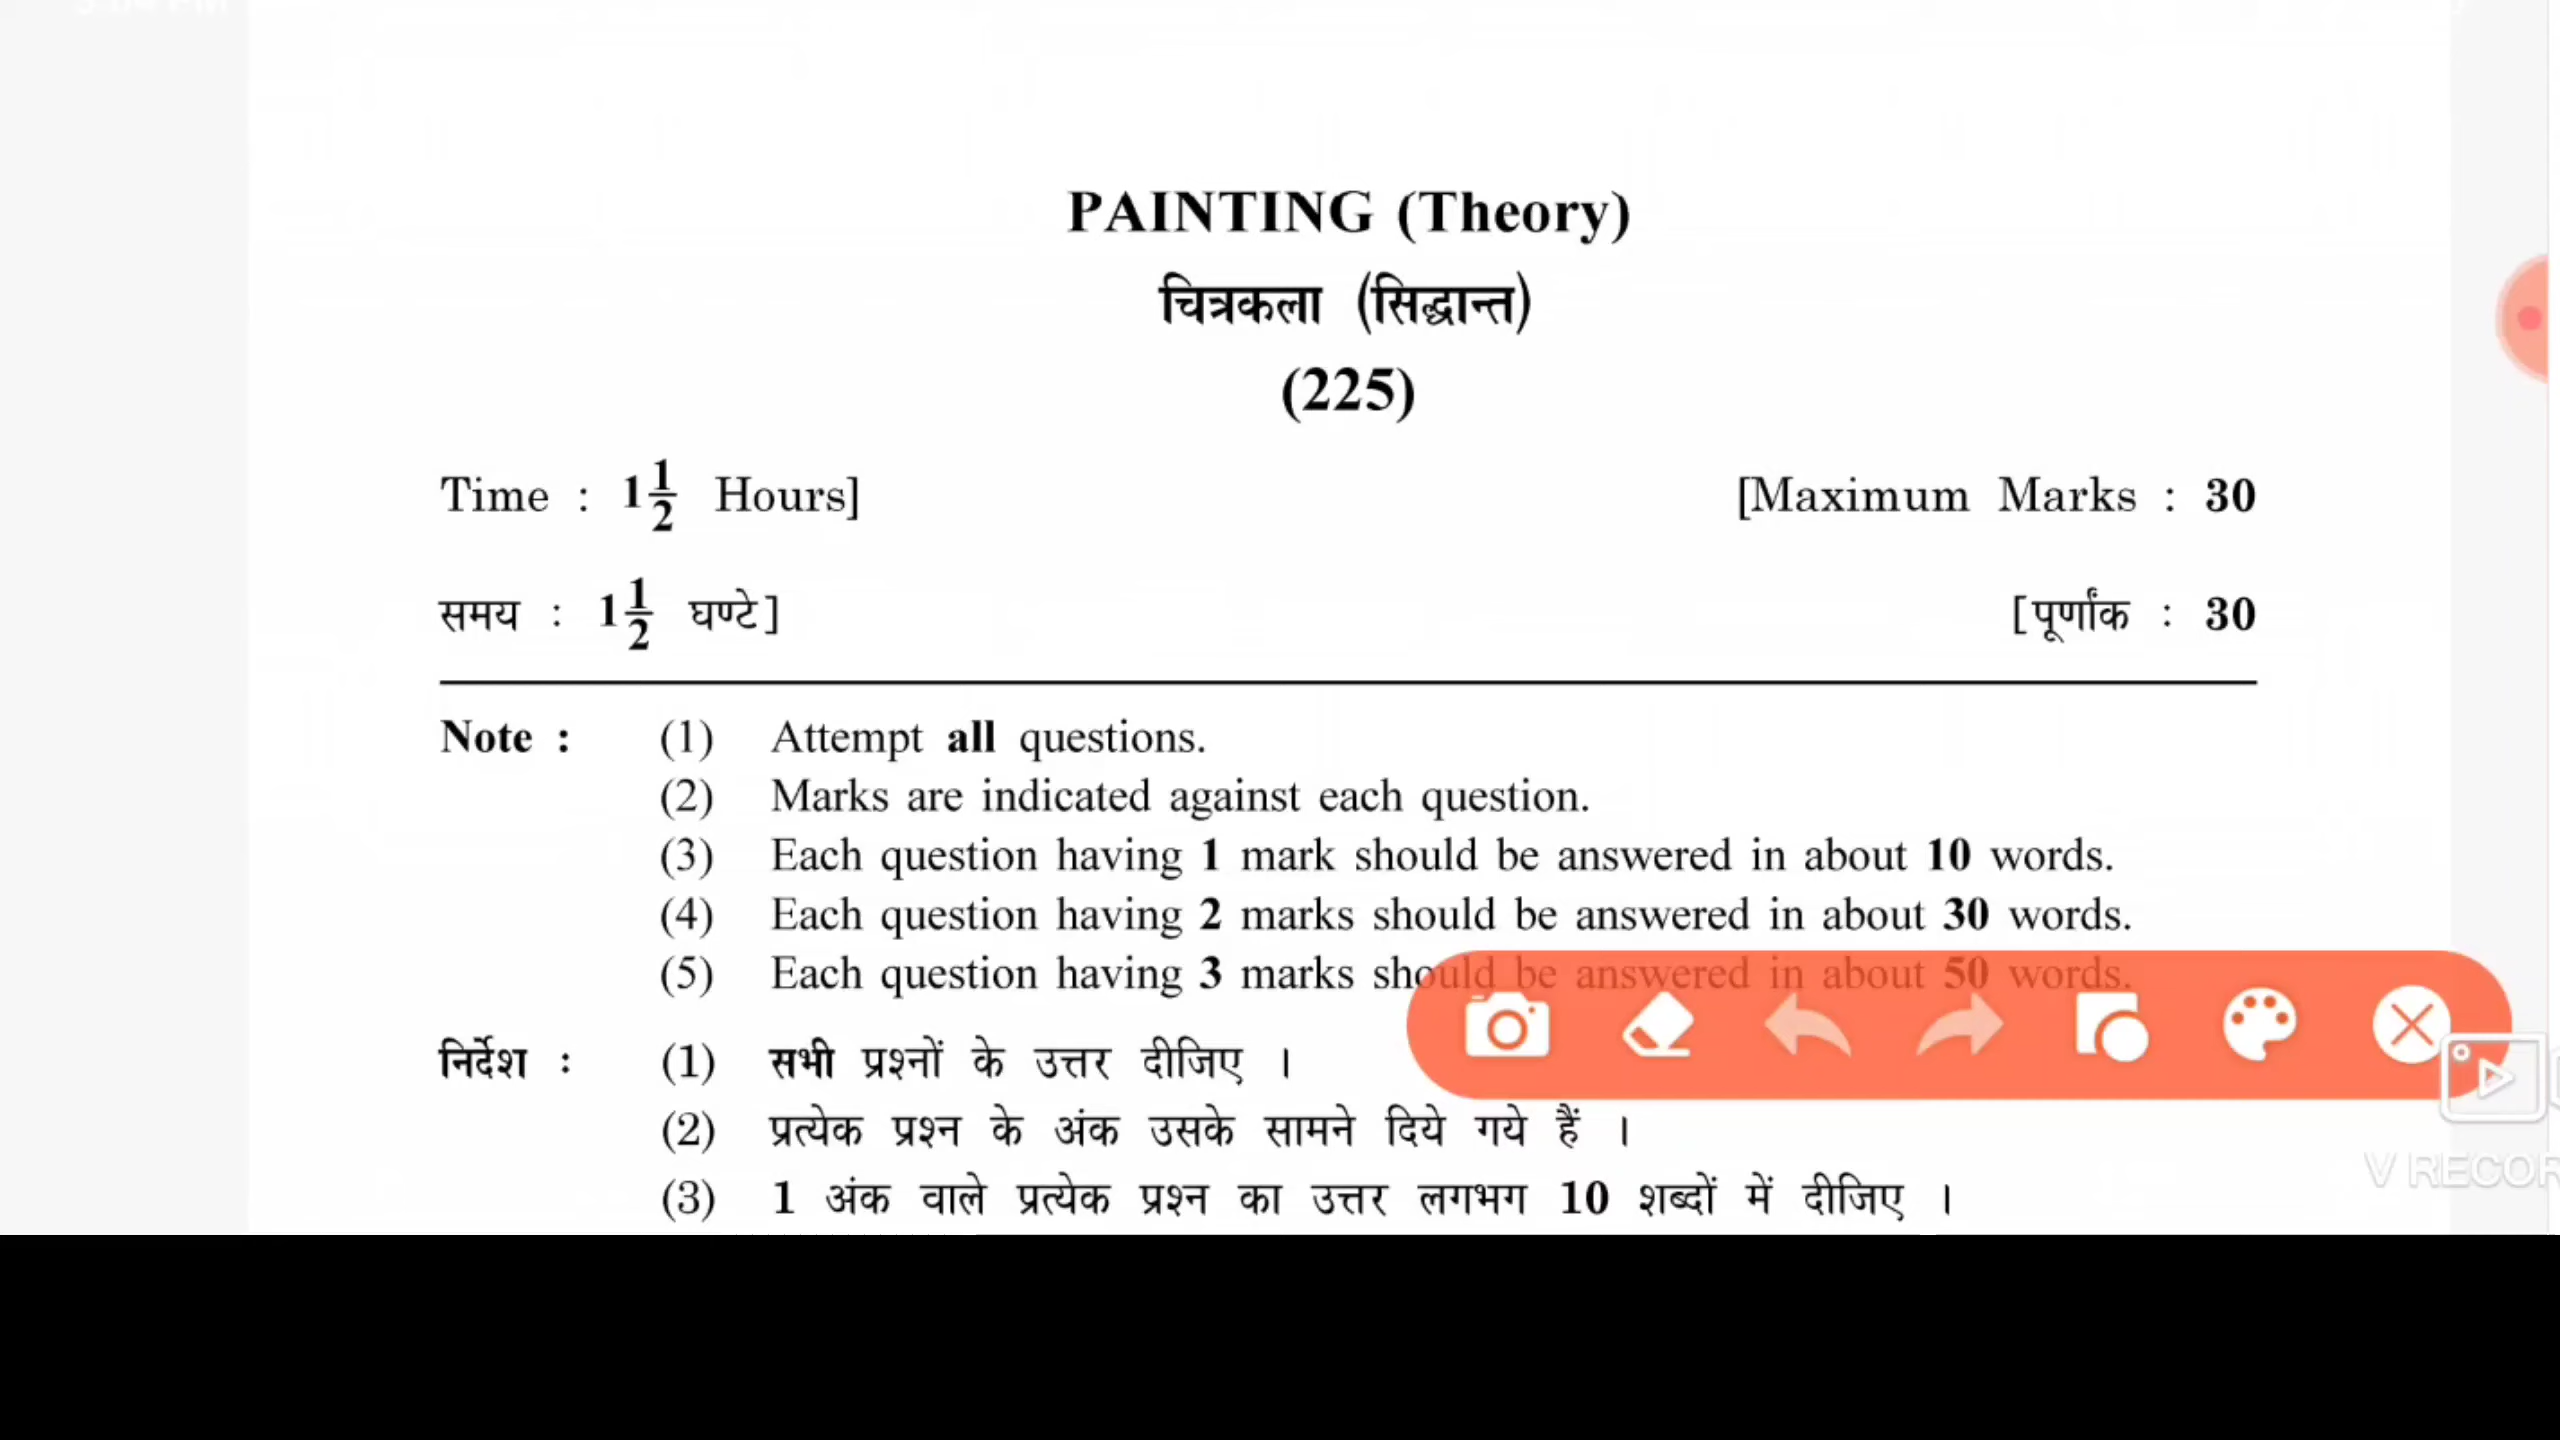 PAINTING (Theory)
चित्रकला (सिद्धान्त)
(225)
Time : 1 1/2 Hours] [Maximum Marks : 30
समय : 1 1/2 घण्टे] [पूर्णांक : 30
Note : (1) Attempt all questions.
(2) Marks are indicated against each question.
(3) Each question having 1 mark should be answered in about 10 words.
(4) Each question having 2 marks should be answered in about 30 words.
(5) Each question having 3 marks should be answered in about 50 words.
निर्देश : (1) सभी प्रश्नों के उत्तर दीजिए ।
(2) प्रत्येक प्रश्न के अंक उसके सामने दिये गये हैं ।
(3) 1 अंक वाले प्रत्येक प्रश्न का उत्तर लगभग 10 शब्दों में दीजिए ।